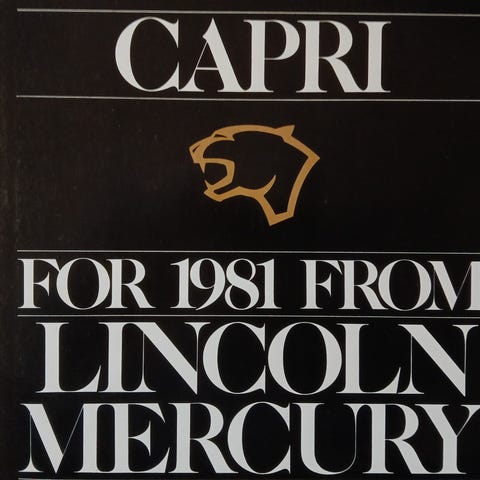 CAPRI
FOR 1981 FROM
LINCOLN
MERCURY